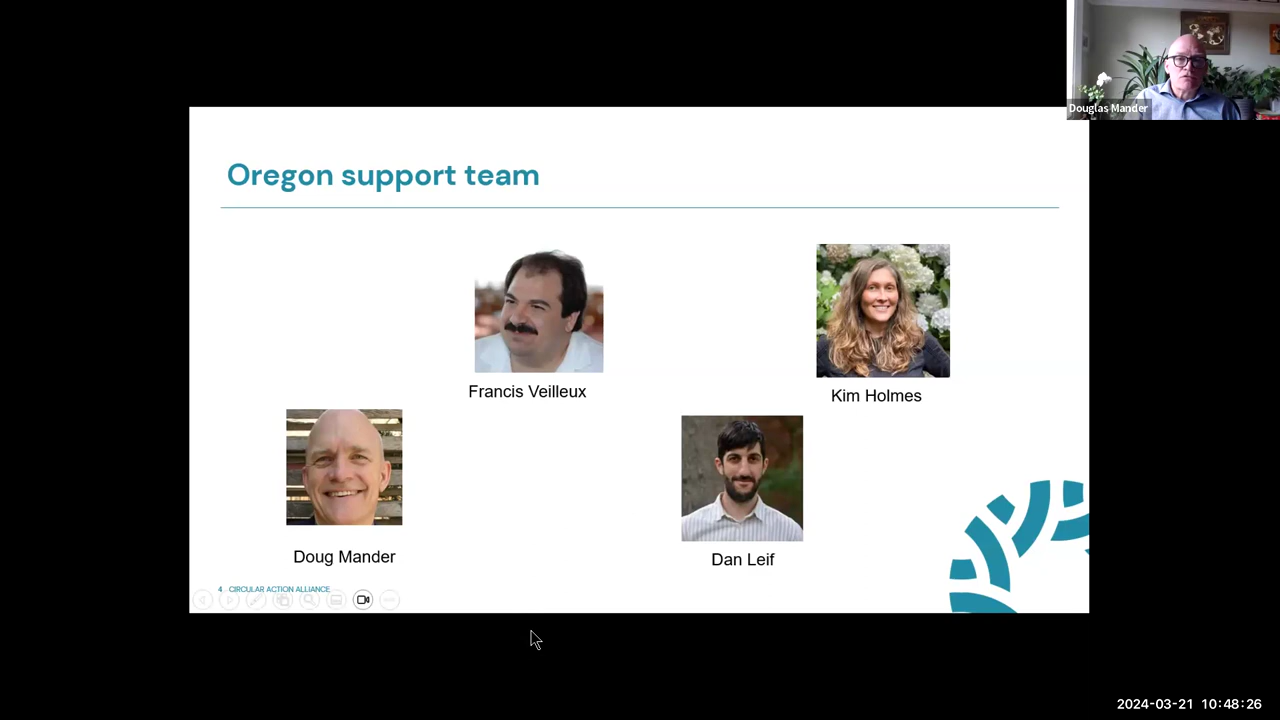 Douglas Mander
Oregon support team
Francis Veilleux
Kim Holmes
Doug Mander
Dan Leif
4 CIRCULAR ACTION ALLIANCE
2024-03-21 10:48:26